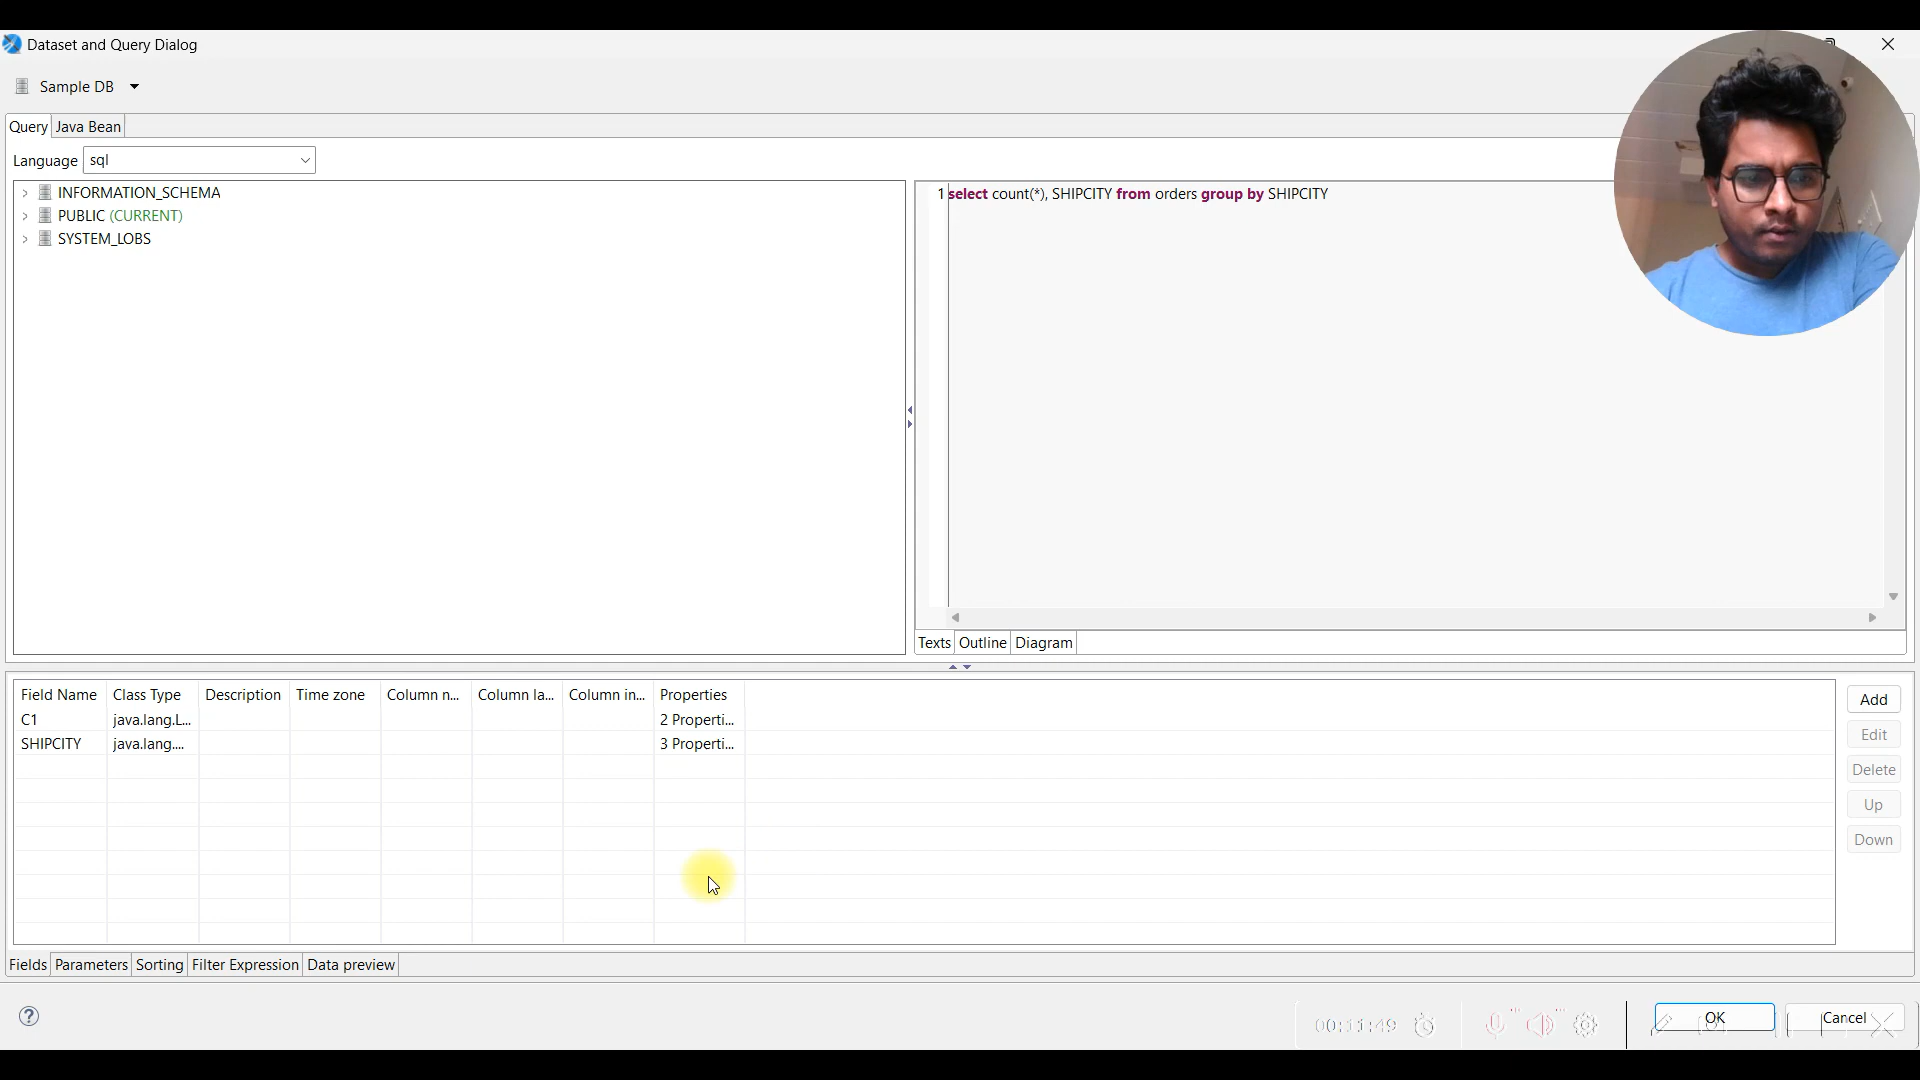 Dataset and Query Dialog
Sample DB
Query Java Bean
Language sql
INFORMATION_SCHEMA
PUBLIC (CURRENT)
SYSTEM_LOBS
1 select count(*), SHIPCITY from orders group by SHIPCITY
Texts Outline Diagram
Field Name Class Type Description Time zone Column n... Column la... Column in... Properties
C1 java.lang.L... 2 Properti...
SHIPCITY java.lang.... 3 Properti...
Add
Edit
Delete
Up
Down
Fields Parameters Sorting Filter Expression Data preview
00:11:49
OK Cancel